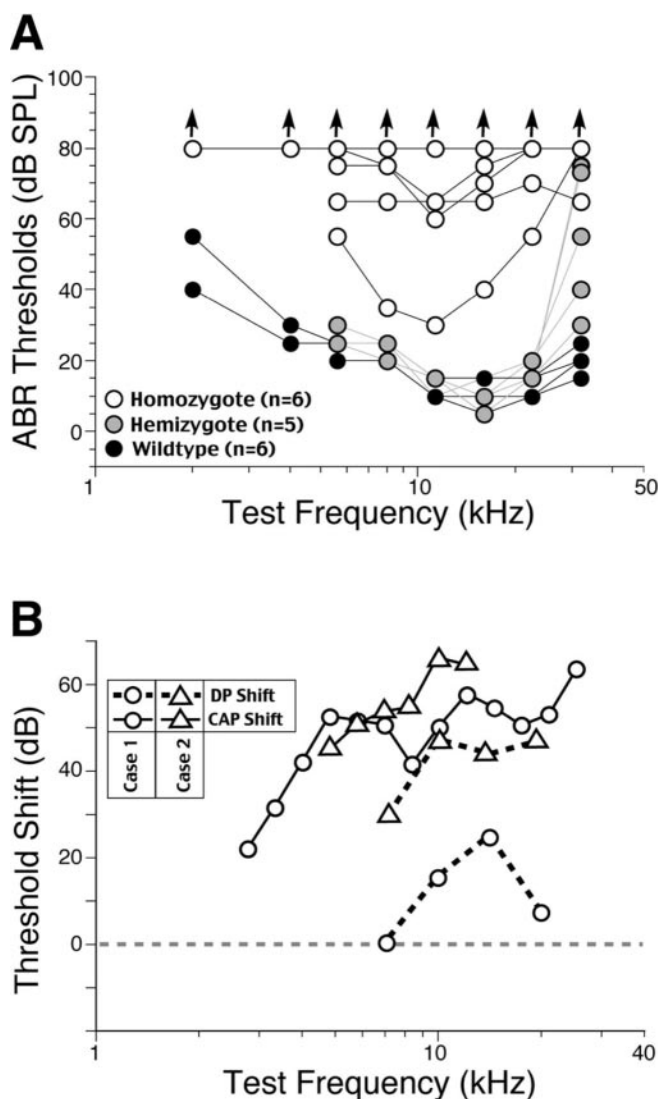 A
ABR Thresholds (dB SPL)
100
80
60
40
20
0
Homozygote (n=6)
Hemizygote (n=5)
Wildtype (n=6)
1 10 50
Test Frequency (kHz)
B
Threshold Shift (dB)
60
40
20
0
DP Shift
CAP Shift
Case 1
Case 2
1 10 40
Test Frequency (kHz)